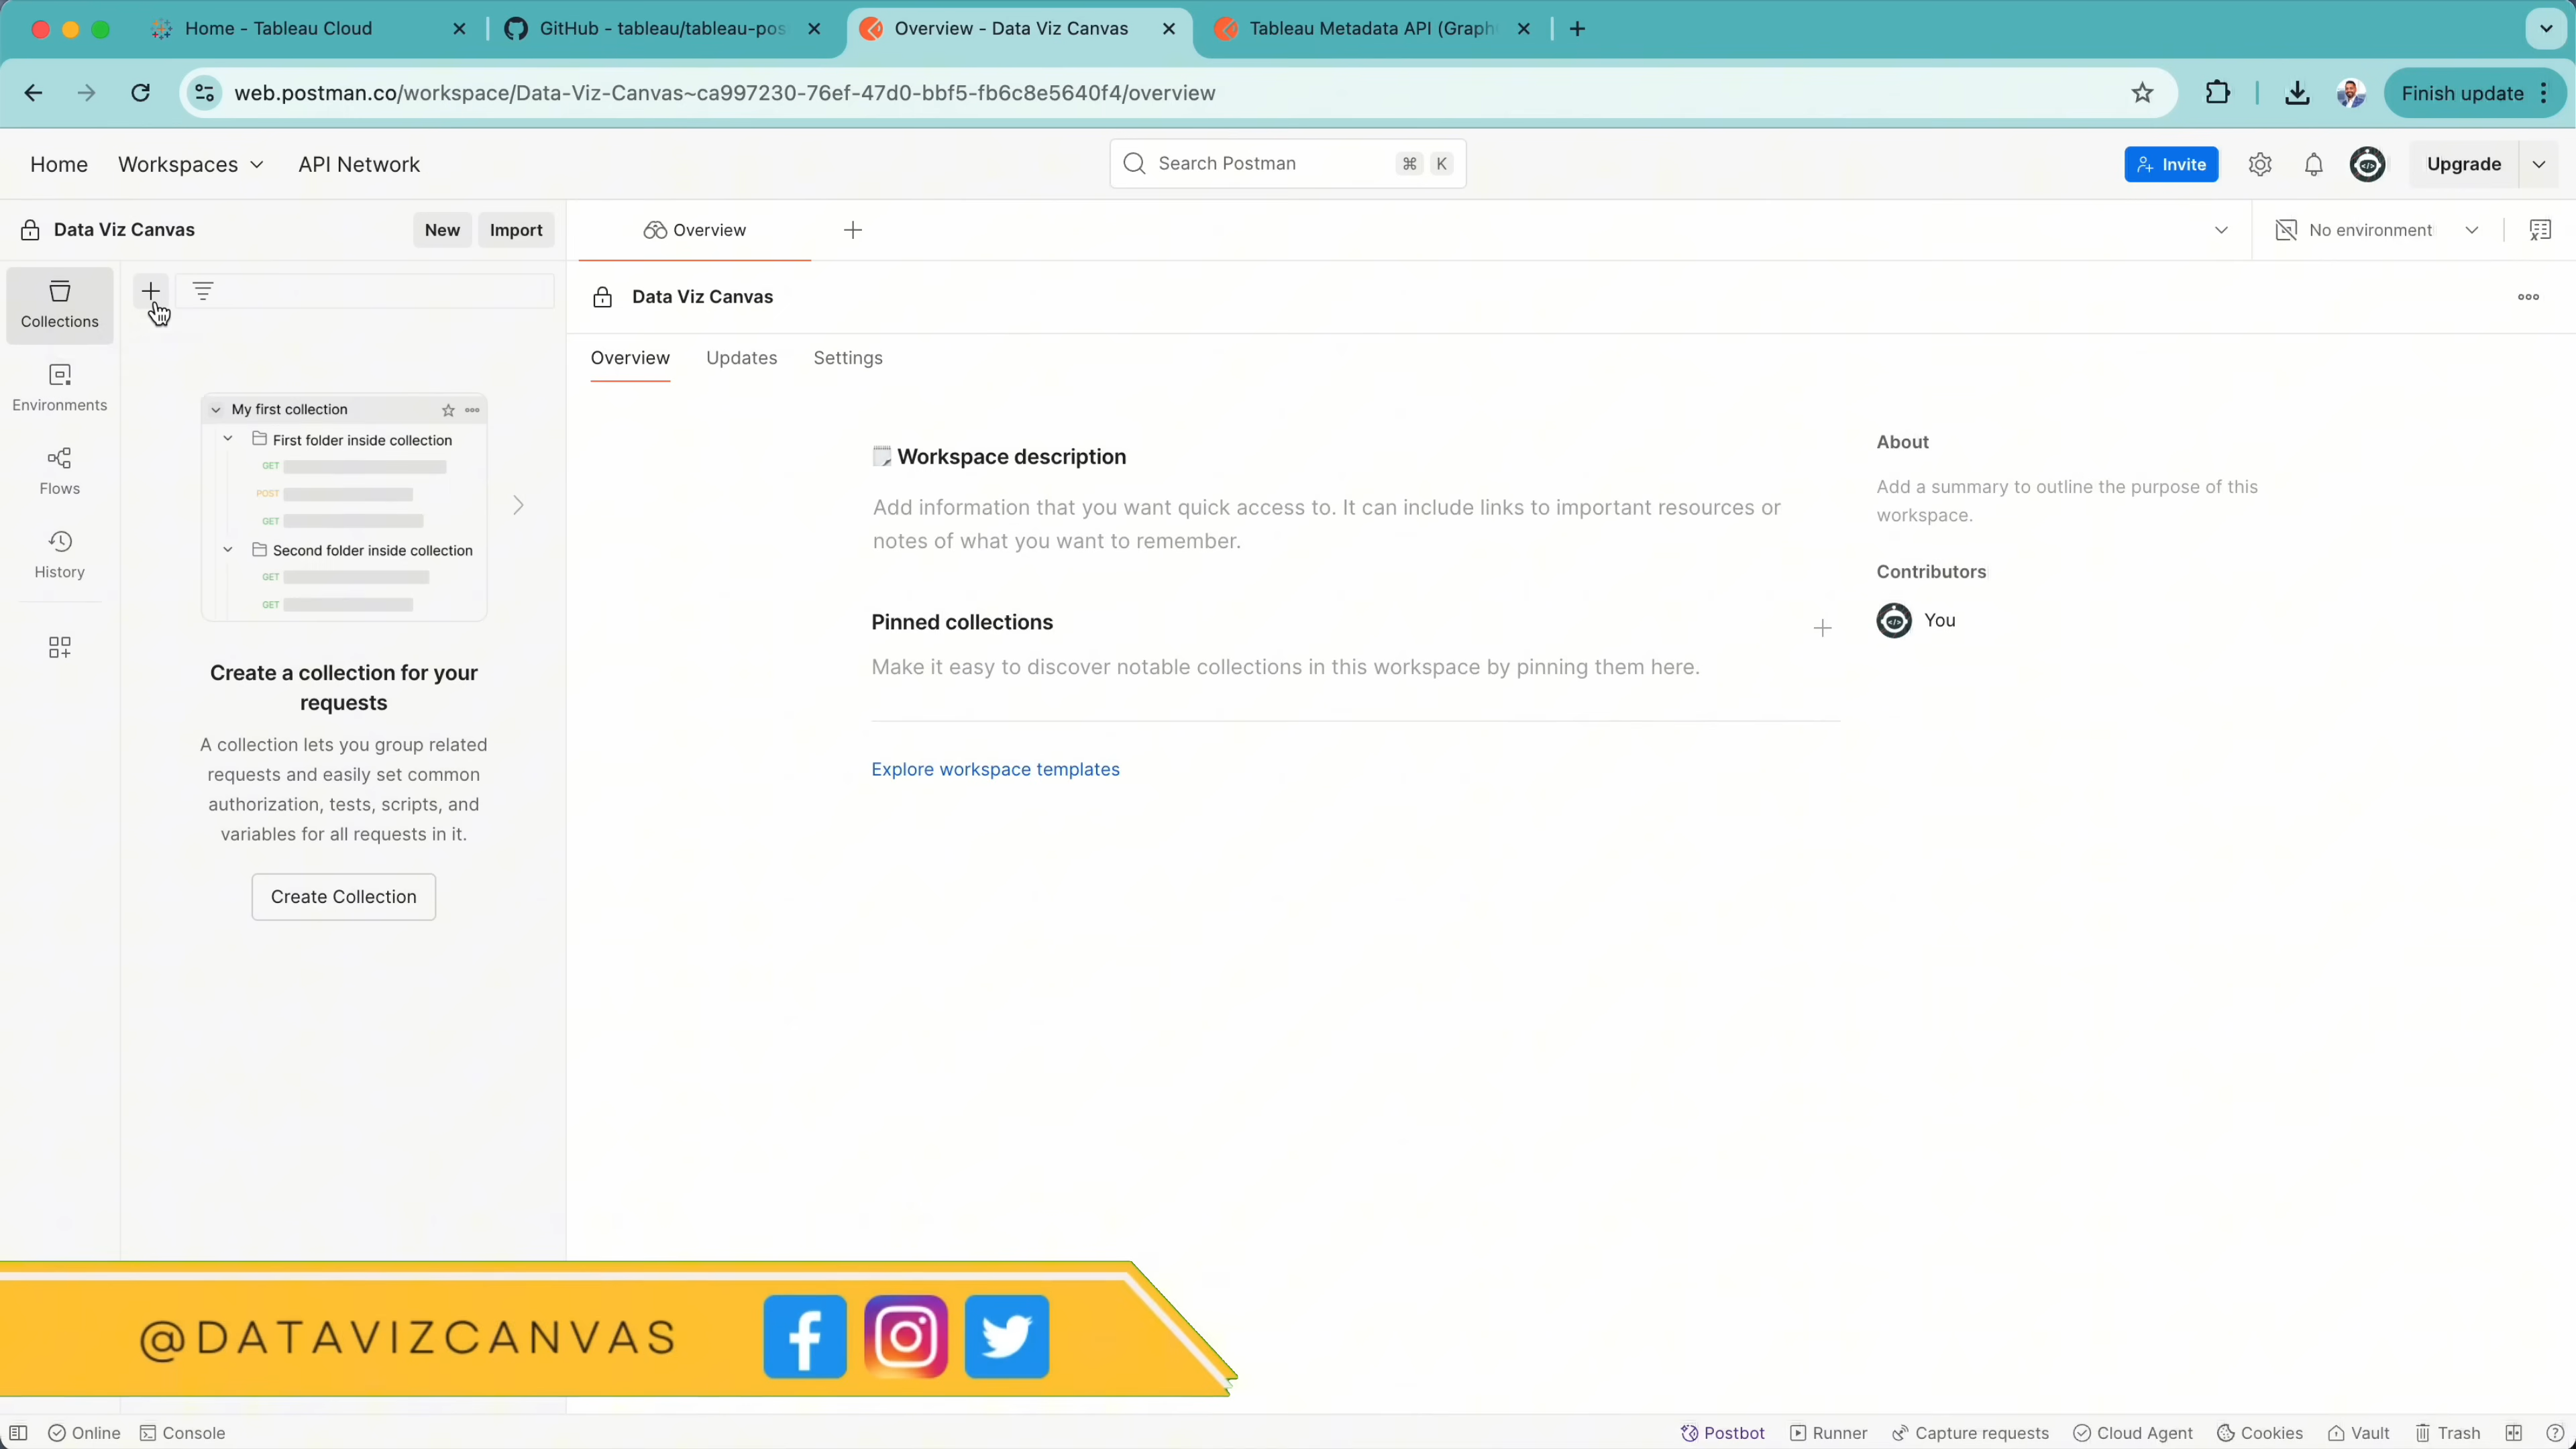 Home - Tableau Cloud
GitHub - tableau/tableau-pos
Overview - Data Viz Canvas
Tableau Metadata API (Graph
web.postman.co/workspace/Data-Viz-Canvas~ca997230-76ef-47d0-bbf5-fb6c8e5640f4/overview
Finish update
Home
Workspaces
API Network
Search Postman
⌘ K
Invite
Upgrade
Data Viz Canvas
New
Import
Overview
No environment
Collections
Environments
Flows
History
My first collection
First folder inside collection
GET
POST
GET
Second folder inside collection
GET
GET
Create a collection for your
requests
A collection lets you group related
requests and easily set common
authorization, tests, scripts, and
variables for all requests in it.
Create Collection
Data Viz Canvas
Overview
Updates
Settings
Workspace description
Add information that you want quick access to. It can include links to important resources or
notes of what you want to remember.
Pinned collections
Make it easy to discover notable collections in this workspace by pinning them here.
Explore workspace templates
About
Add a summary to outline the purpose of this
workspace.
Contributors
You
@DATAVIZCANVAS
Online
Console
Postbot
Runner
Capture requests
Cloud Agent
Cookies
Vault
Trash